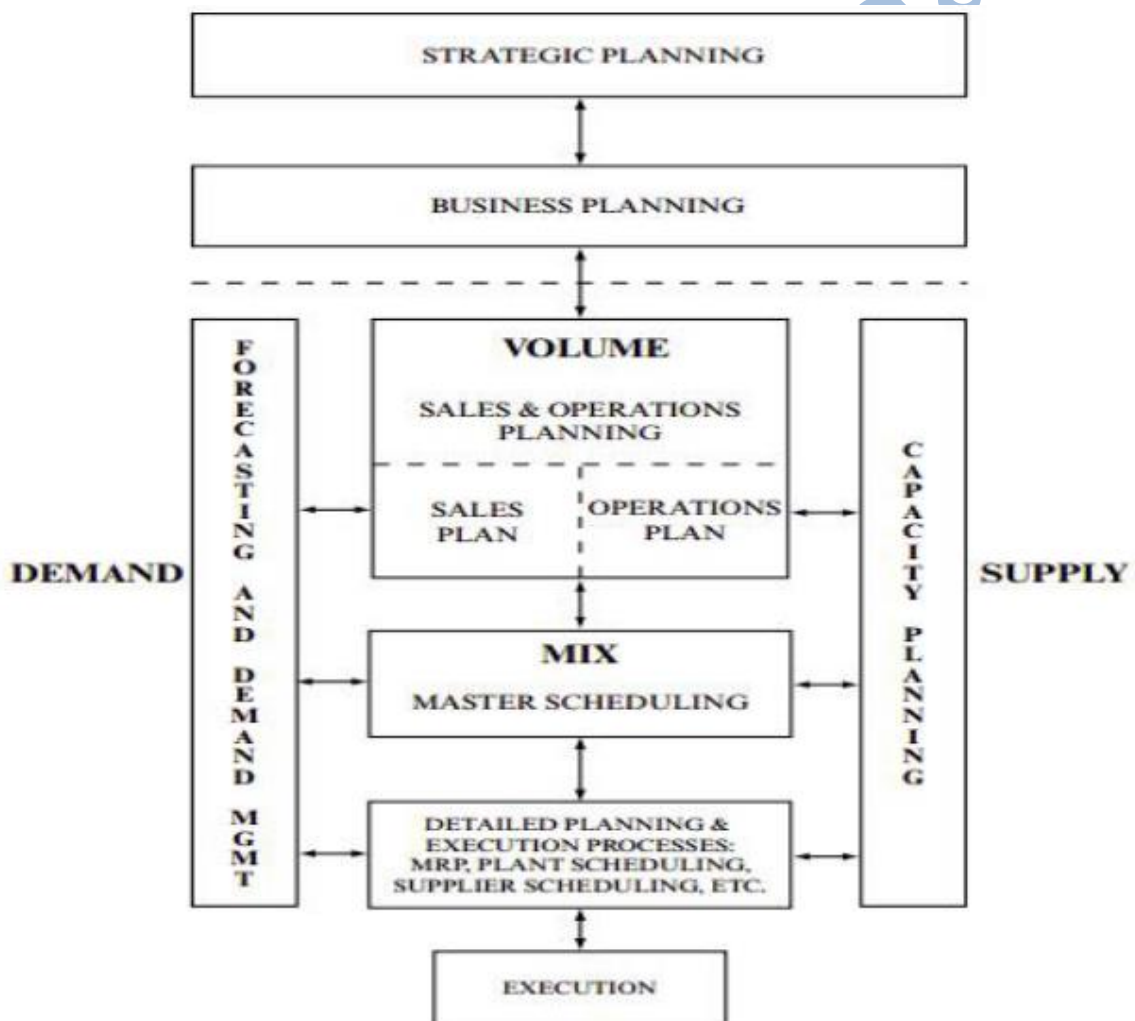 STRATEGIC PLANNING
BUSINESS PLANNING
VOLUME
SALES & OPERATIONS
PLANNING
SALES
PLAN
OPERATIONS
PLAN
DEMAND
FORECASTING AND DEMAND MGMT
CAPACITY PLANNING
SUPPLY
MIX
MASTER SCHEDULING
DETAILED PLANNING &
EXECUTION PROCESSES:
MRP, PLANT SCHEDULING,
SUPPLIER SCHEDULING, ETC.
EXECUTION